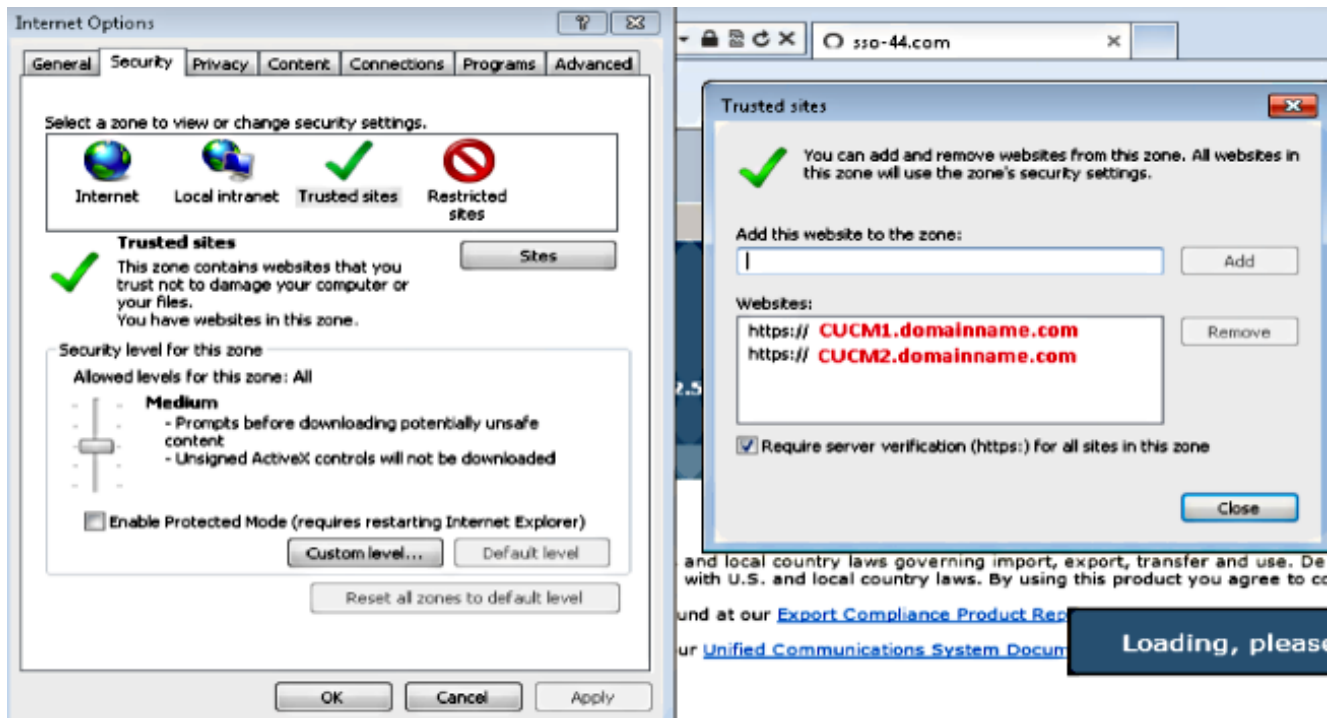 Internet Options
General Security Privacy Content Connections Programs Advanced
Select a zone to view or change security settings.
Internet Local intranet Trusted sites Restricted
sites
Trusted sites
This zone contains websites that you
trust not to damage your computer or
your files.
You have websites in this zone.
Sites
Security level for this zone
Allowed levels for this zone: All
Medium
- Prompts before downloading potentially unsafe
content
- Unsigned ActiveX controls will not be downloaded
Enable Protected Mode (requires restarting Internet Explorer)
Custom level... Default level
Reset all zones to default level
OK Cancel Apply
sso-44.com
Trusted sites
You can add and remove websites from this zone. All websites in
this zone will use the zone's security settings.
Add this website to the zone:
Add
Websites:
https:// CUCM1.domainname.com
https:// CUCM2.domainname.com
Remove
Require server verification (https:) for all sites in this zone
Close
and local country laws governing import, export, transfer and use. De
with U.S. and local country laws. By using this product you agree to co
und at our Export Compliance Product Rep
ur Unified Communications System Docum
Loading, please